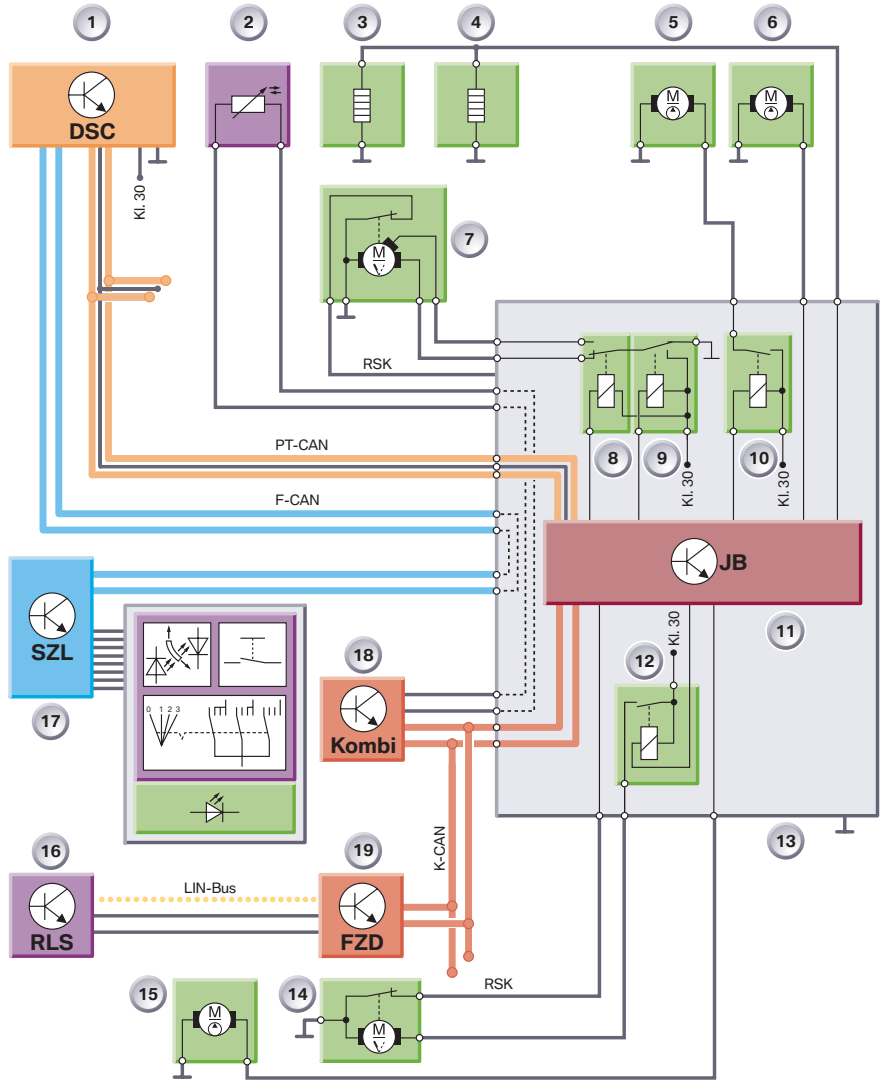 1
2
3
4
5
6
DSC
M
M
Kl. 30
M
7
RSK
PT-CAN
8
9
10
Kl. 30
Kl. 30
F-CAN
JB
SZL
Kl. 30
11
12
18
17
0 1 2 3
Kombi
13
16
19
K-CAN
LIN-Bus
RLS
FZD
15
14
RSK
M
M